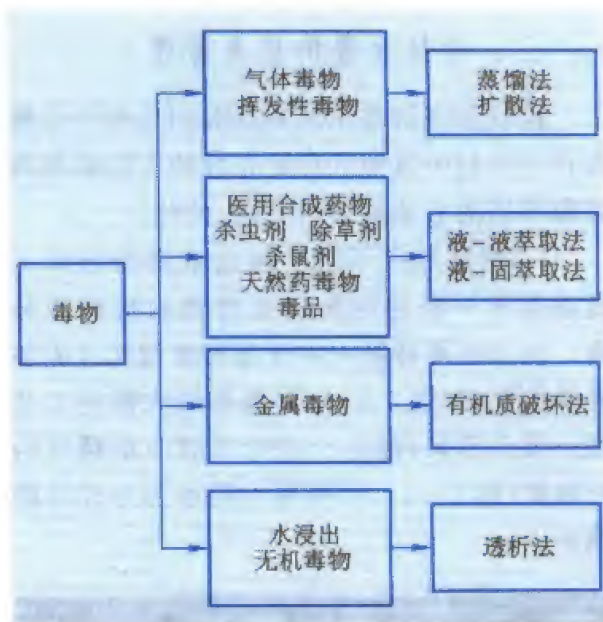 毒物
气体毒物
挥发性毒物
蒸馏法
扩散法
医用合成药物
杀虫剂 除草剂
杀鼠剂
天然药毒物
毒品
液-液萃取法
液-固萃取法
金属毒物
有机质破坏法
水浸出
无机毒物
透析法